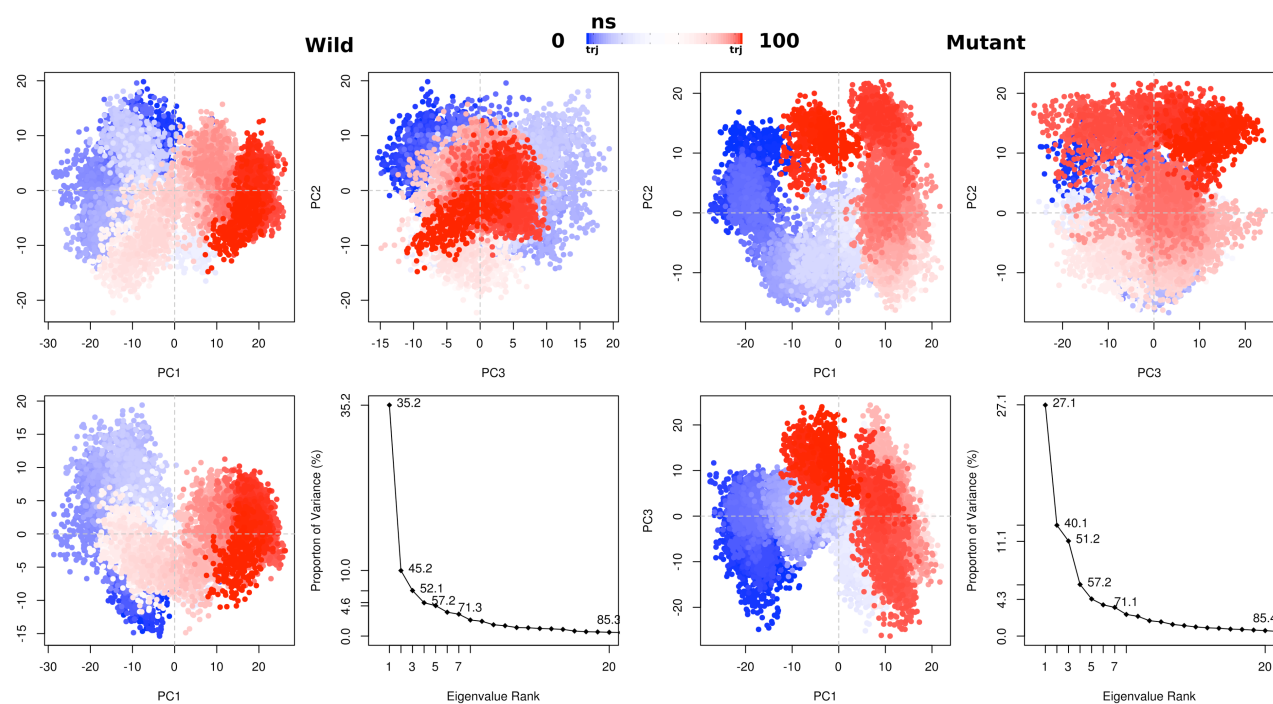 ns
0 100
trj trj
Wild Mutant
20
10
0
-10
-20
-30 -20 -10 0 10 20
PC1
PC2
20
10
0
-10
-20
-15 -10 -5 0 5 10 15 20
PC3
PC2
20
10
0
-10
-20 -10 0 10 20
PC1
PC2
20
10
0
-10
-20 -10 0 10 20
PC3
20
15
10
5
0
-5
-10
-15
-30 -20 -10 0 10 20
PC1
Proporton of Variance (%)
35.2
10.0
4.6
0.0
35.2
45.2
52.1
57.2
71.3
85.3
1 3 5 7 20
Eigenvalue Rank
PC3
20
10
0
-10
-20
-20 -10 0 10 20
PC1
Proporton of Variance (%)
27.1
11.1
4.3
0.0
27.1
40.1
51.2
57.2
71.1
85.4
1 3 5 7 20
Eigenvalue Rank